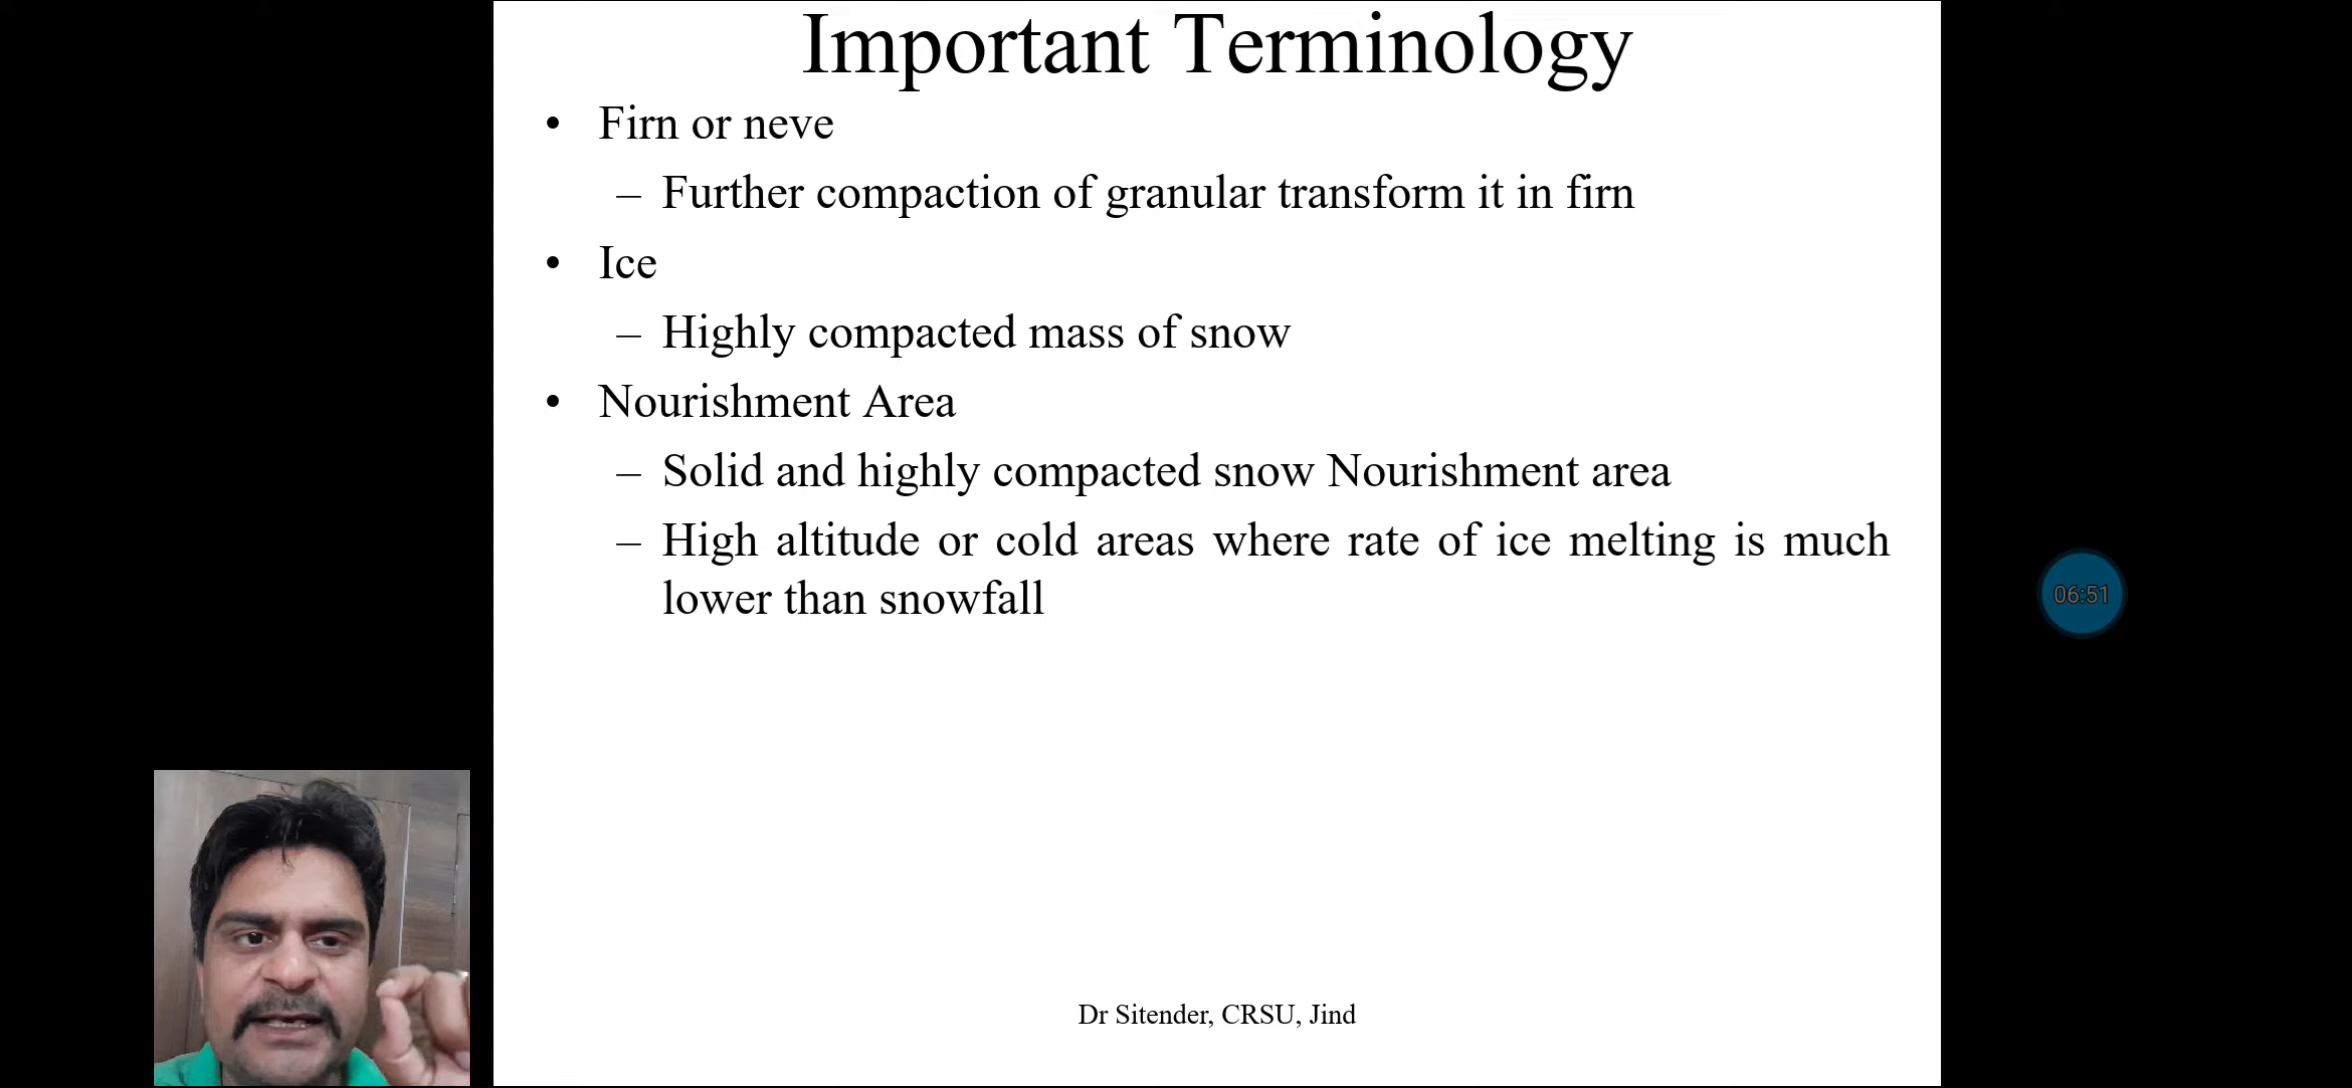 Important Terminology
• Firn or neve
– Further compaction of granular transform it in firn
• Ice
– Highly compacted mass of snow
• Nourishment Area
– Solid and highly compacted snow Nourishment area
– High altitude or cold areas where rate of ice melting is much
lower than snowfall
06:51
Dr Sitender, CRSU, Jind